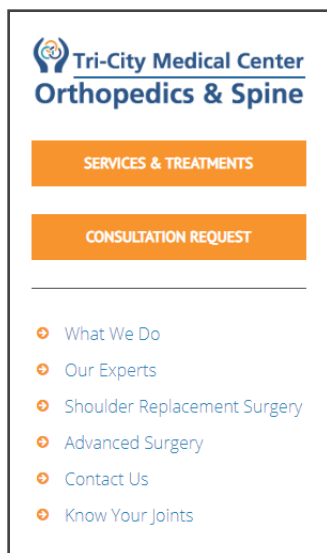 Tri-City Medical Center
Orthopedics & Spine
SERVICES & TREATMENTS
CONSULTATION REQUEST
What We Do
Our Experts
Shoulder Replacement Surgery
Advanced Surgery
Contact Us
Know Your Joints